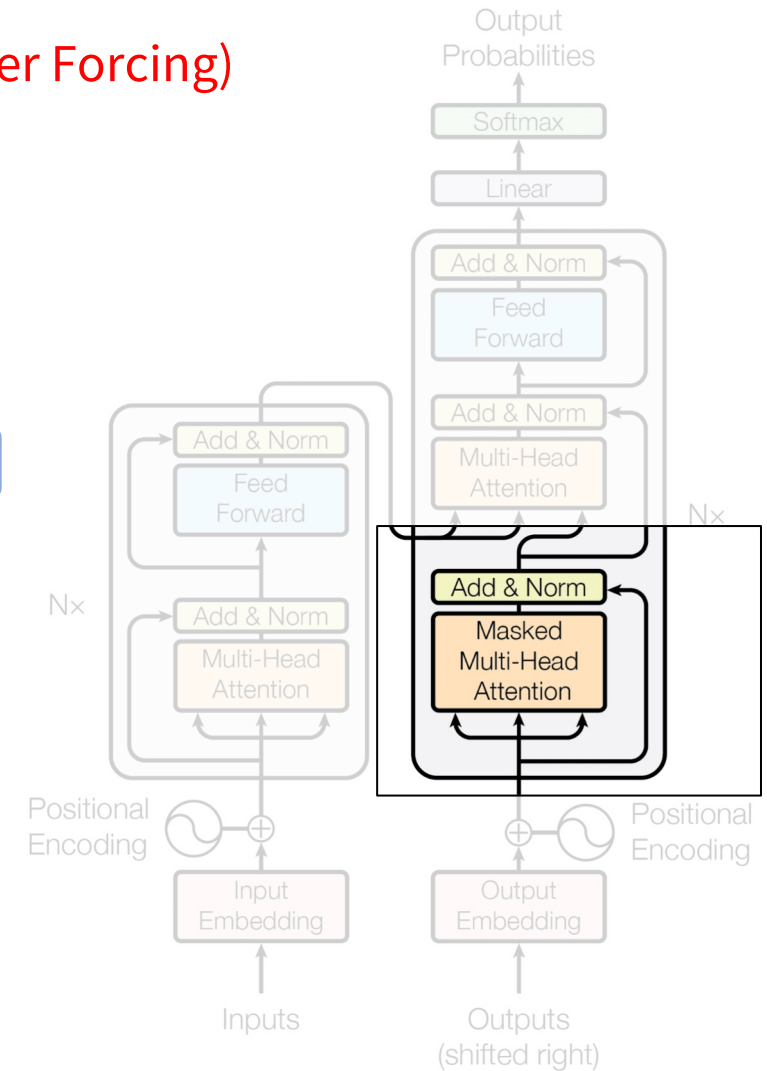 er Forcing)
Output
Probabilities
Softmax
Linear
Add & Norm
Feed
Forward
Add & Norm
Multi-Head
Attention
Nx
Add & Norm
Masked
Multi-Head
Attention
Add & Norm
Feed
Forward
Nx
Add & Norm
Multi-Head
Attention
Positional
Encoding
Positional
Encoding
Input
Embedding
Output
Embedding
Inputs
Outputs
(shifted right)